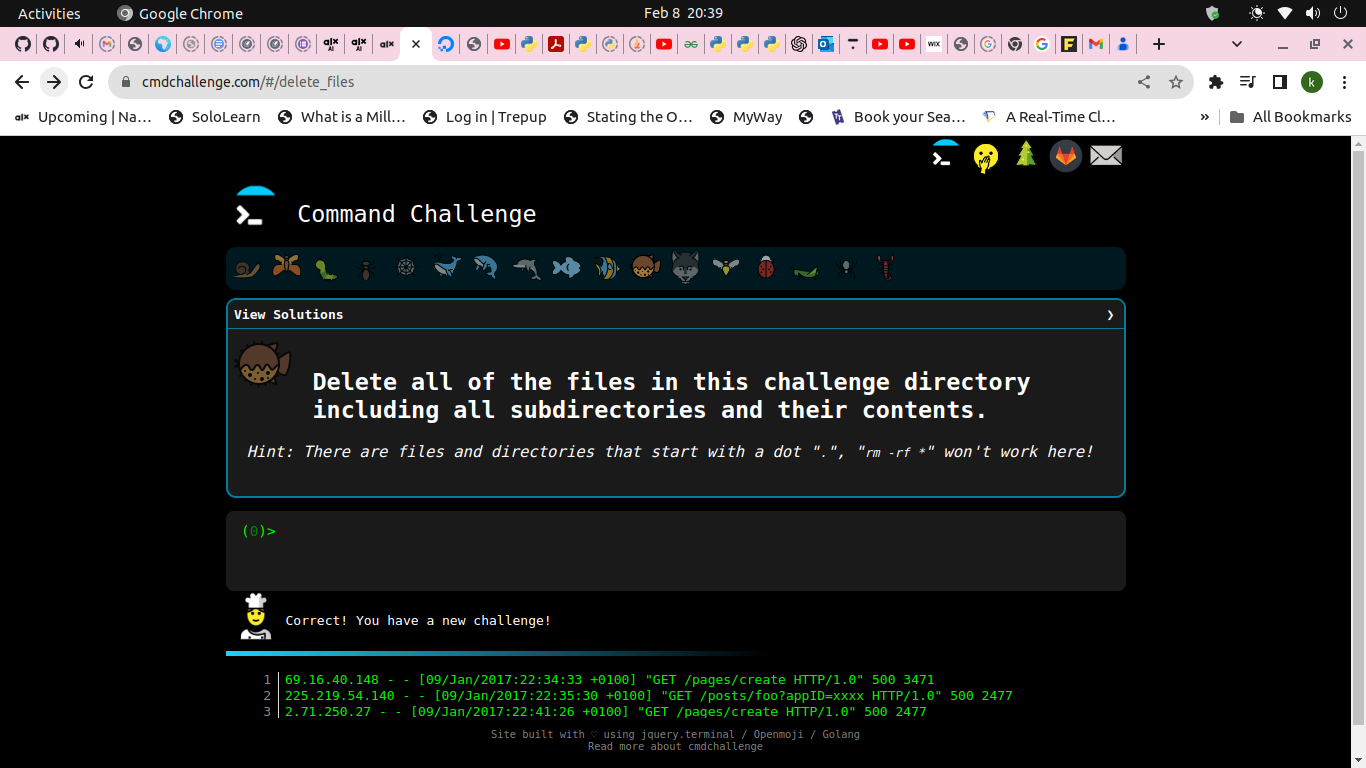 Activities
Google Chrome
Feb 8 20:39
cmdchallenge.com/#/delete_files
k
Upcoming | Na…
SoloLearn
What is a Mill…
Log in | Trepup
Stating the O…
MyWay
Book your Sea…
A Real-Time Cl…
»
All Bookmarks
Command Challenge
View Solutions
Delete all of the files in this challenge directory
including all subdirectories and their contents.
Hint: There are files and directories that start with a dot ".", "rm -rf *" won't work here!
(0)>
Correct! You have a new challenge!
1 69.16.40.148 - - [09/Jan/2017:22:34:33 +0100] "GET /pages/create HTTP/1.0" 500 3471
2 225.219.54.140 - - [09/Jan/2017:22:35:30 +0100] "GET /posts/foo?appID=xxxx HTTP/1.0" 500 2477
3 2.71.250.27 - - [09/Jan/2017:22:41:26 +0100] "GET /pages/create HTTP/1.0" 500 2477
Site built with ♡ using jquery.terminal / Openmoji / Golang
Read more about cmdchallenge